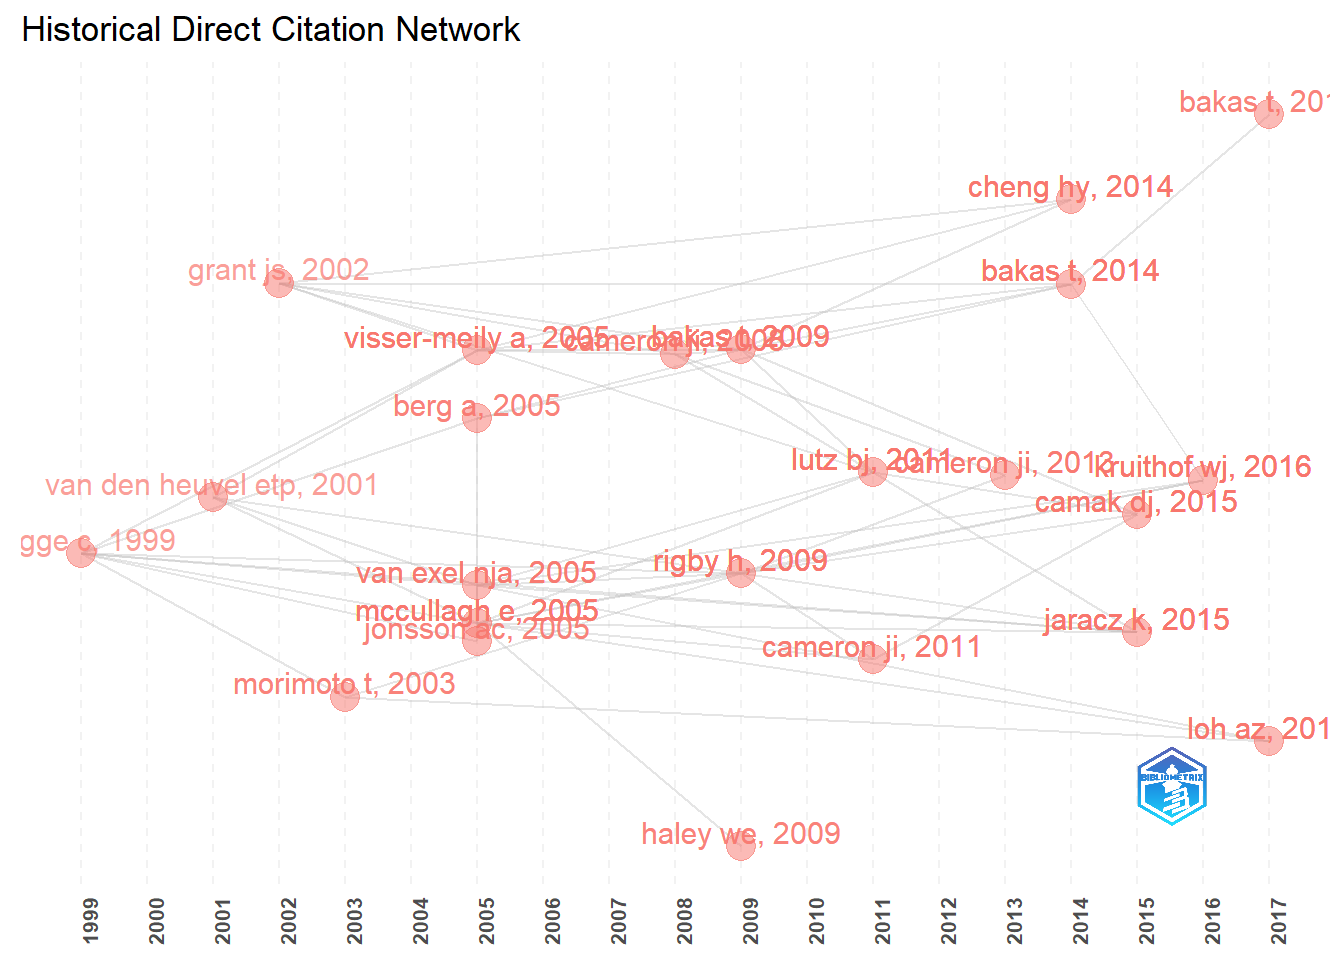 Historical Direct Citation Network
bakas t, 201
cheng hy, 2014
grant js, 2002
bakas t, 2014
visser-meily a, 2005
cameron ji, 2008
bakas t, 2009
berg a, 2005
lutz bj, 2011
cameron ji, 2013
kruithof wj, 2016
van den heuvel etp, 2001
camak dj, 2015
gge c, 1999
rigby h, 2009
van exel nja, 2005
mccullagh e, 2005
jonsson ac, 2005
jaracz k, 2015
cameron ji, 2011
morimoto t, 2003
loh az, 201
BIBLIOMETRIX
haley we, 2009
1999
2000
2001
2002
2003
2004
2005
2006
2007
2008
2009
2010
2011
2012
2013
2014
2015
2016
2017